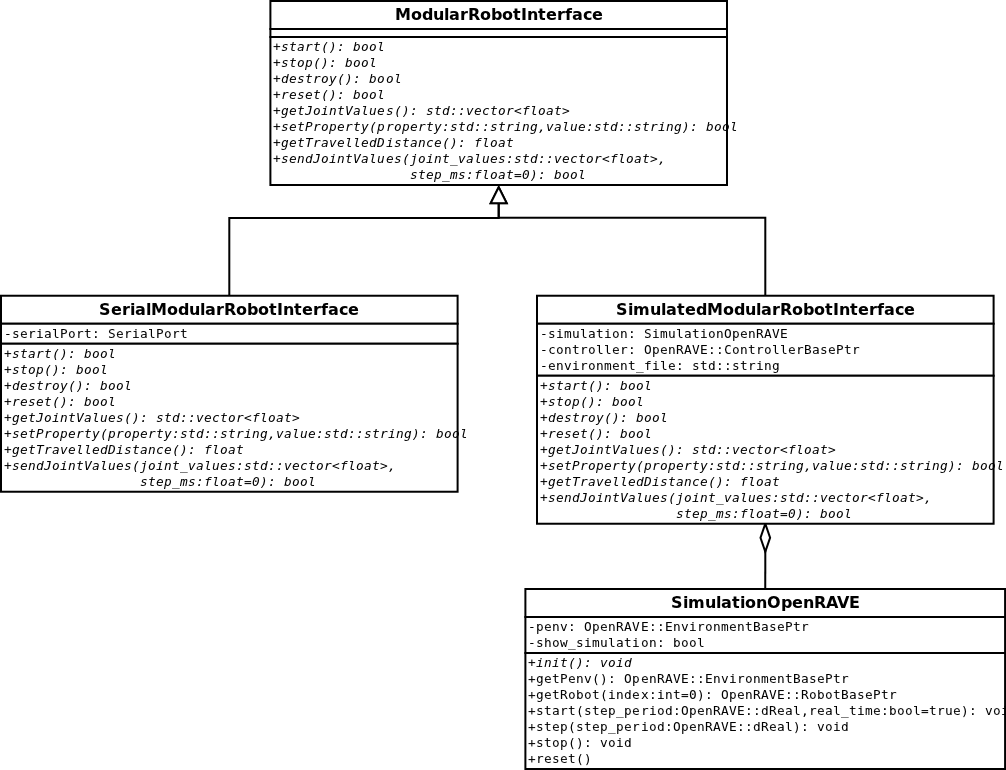 ModularRobotInterface
+start(): bool
+stop(): bool
+destroy(): bool
+reset(): bool
+getJointValues(): std::vector<float>
+setProperty(property:std::string,value:std::string): bool
+getTravelledDistance(): float
+sendJointValues(joint_values:std::vector<float>,
step_ms:float=0): bool
SerialModularRobotInterface
-serialPort: SerialPort
+start(): bool
+stop(): bool
+destroy(): bool
+reset(): bool
+getJointValues(): std::vector<float>
+setProperty(property:std::string,value:std::string): bool
+getTravelledDistance(): float
+sendJointValues(joint_values:std::vector<float>,
step_ms:float=0): bool
SimulatedModularRobotInterface
-simulation: SimulationOpenRAVE
-controller: OpenRAVE::ControllerBasePtr
-environment_file: std::string
+start(): bool
+stop(): bool
+destroy(): bool
+reset(): bool
+getJointValues(): std::vector<float>
+setProperty(property:std::string,value:std::string): bool
+getTravelledDistance(): float
+sendJointValues(joint_values:std::vector<float>,
step_ms:float=0): bool
SimulationOpenRAVE
-penv: OpenRAVE::EnvironmentBasePtr
-show_simulation: bool
+init(): void
+getPenv(): OpenRAVE::EnvironmentBasePtr
+getRobot(index:int=0): OpenRAVE::RobotBasePtr
+start(step_period:OpenRAVE::dReal,real_time:bool=true): voi
+step(step_period:OpenRAVE::dReal): void
+stop(): void
+reset()